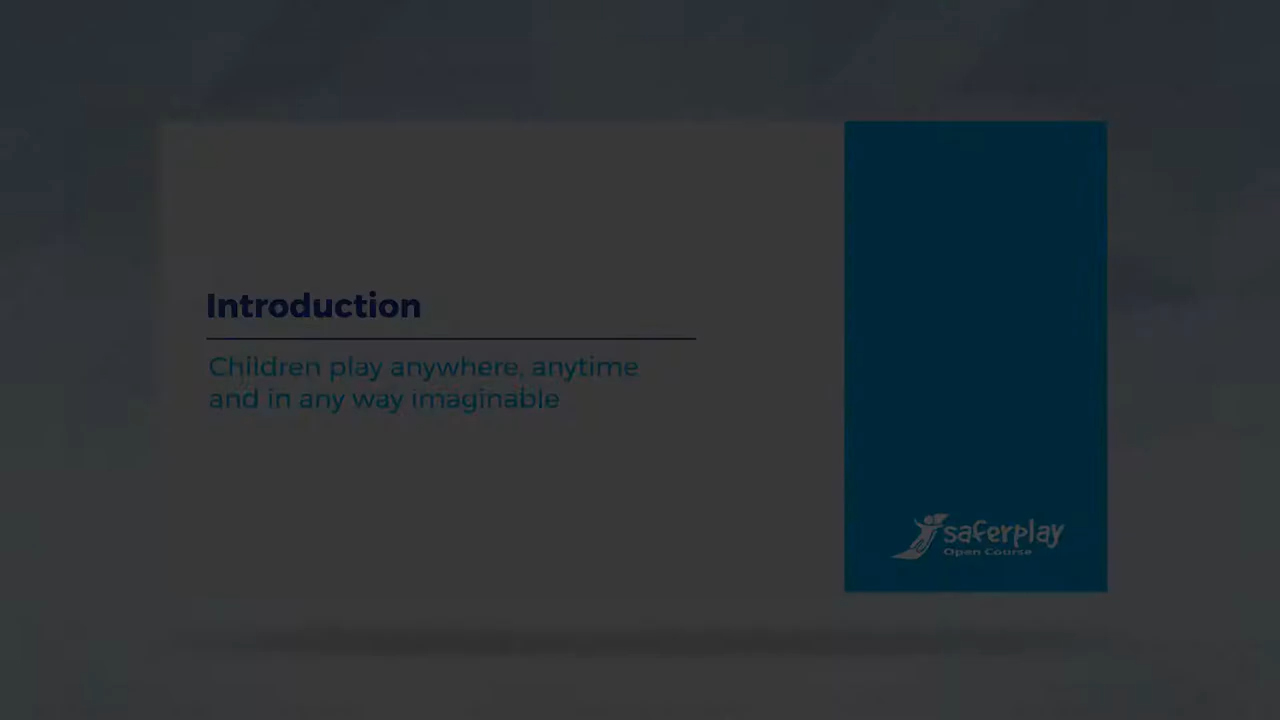 Introduction
Children play anywhere, anytime
and in any way imaginable
saferplay
Open Course